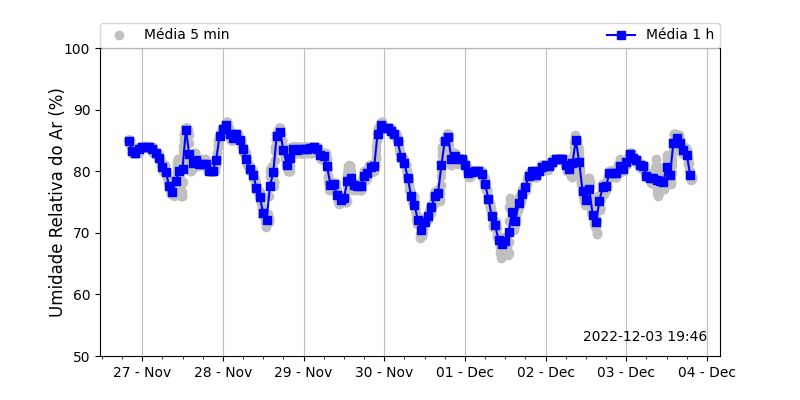 Média 5 min
Média 1 h
Umidade Relativa do Ar (%)
100
90
80
70
60
50
2022-12-03 19:46
27 - Nov
28 - Nov
29 - Nov
30 - Nov
01 - Dec
02 - Dec
03 - Dec
04 - Dec